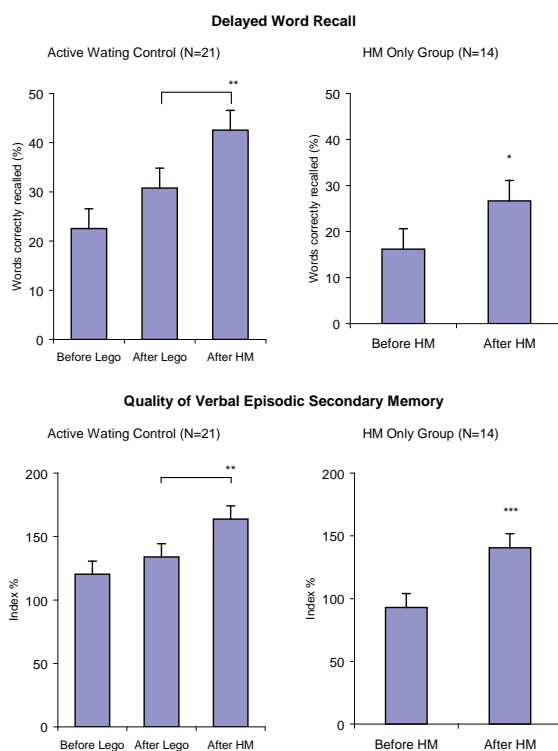 Delayed Word Recall
Active Wating Control (N=21)
HM Only Group (N=14)
**
50
40
30
20
10
0
Words correctly recalled (%)
Before Lego After Lego After HM
*
50
40
30
20
10
0
Words correctly recalled (%)
Before HM After HM
Quality of Verbal Episodic Secondary Memory
Active Wating Control (N=21)
HM Only Group (N=14)
**
200
150
100
50
0
Index %
Before Lego After Lego After HM
***
200
150
100
50
0
Index %
Before HM After HM